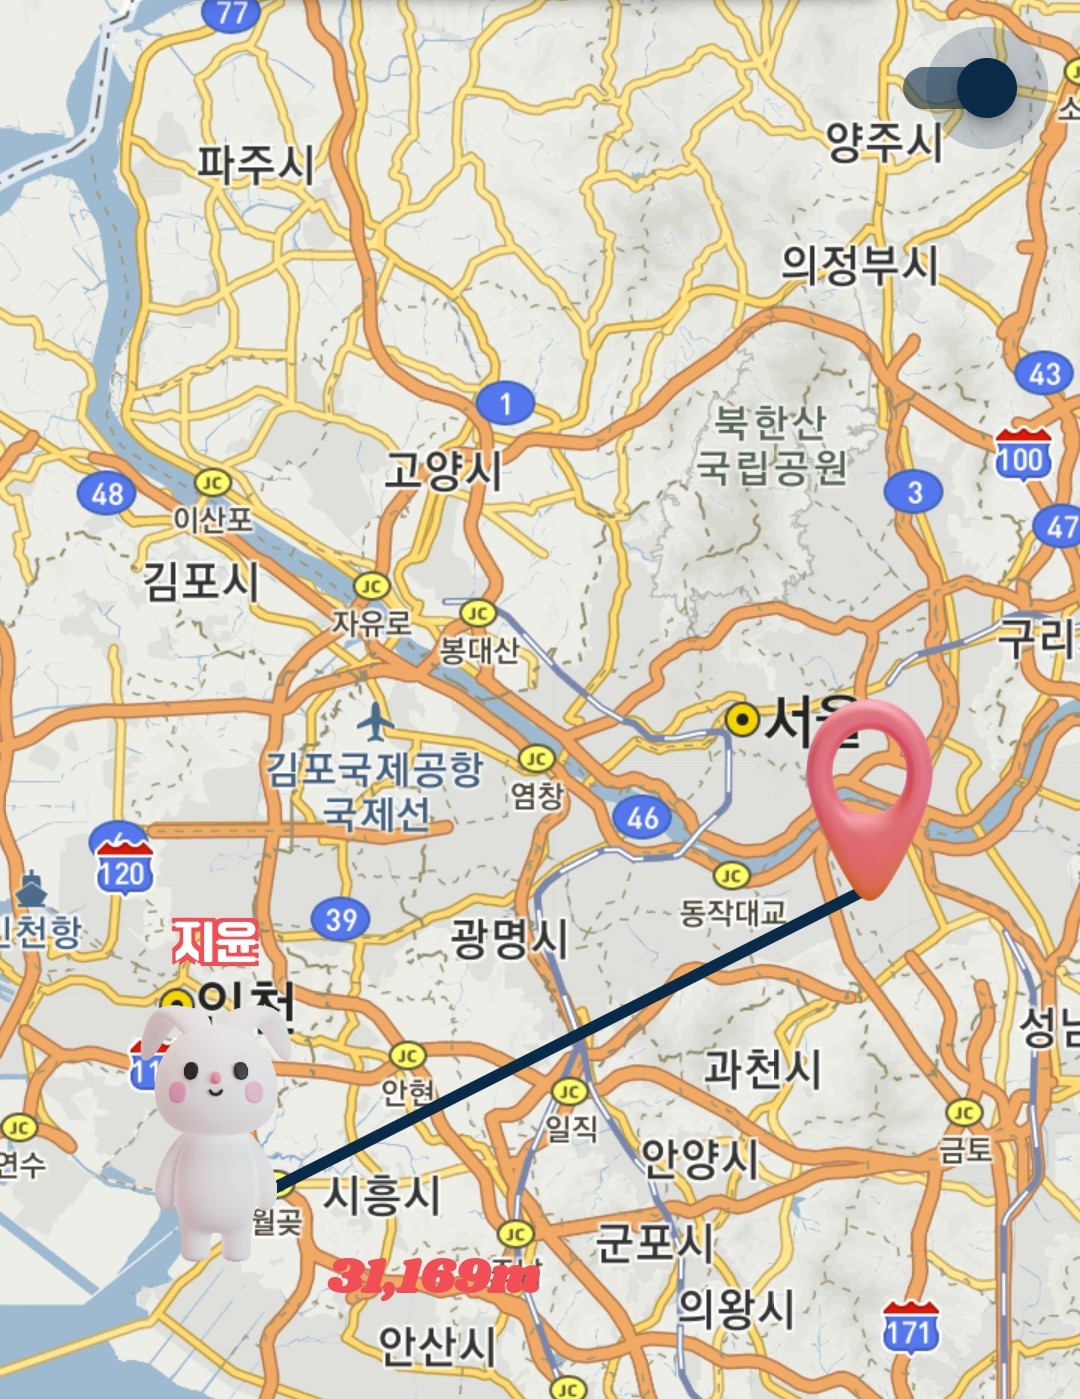 77
양주시
파주시
의정부시
43
1
북한산
국립공원
100
고양시
JC
48
3
이산포
47
김포시
JC
자유로
JC
봉대산
구리
서울
김포국제공항
국제선
JC
염창
46
120
JC
동작대교
39
광명시
지윤
인천
성남
JC
안현
과천시
JC
일직
JC
금토
JC
연수
안양시
시흥시
월곶
JC
군포시
31,169m
의왕시
171
안산시
JC